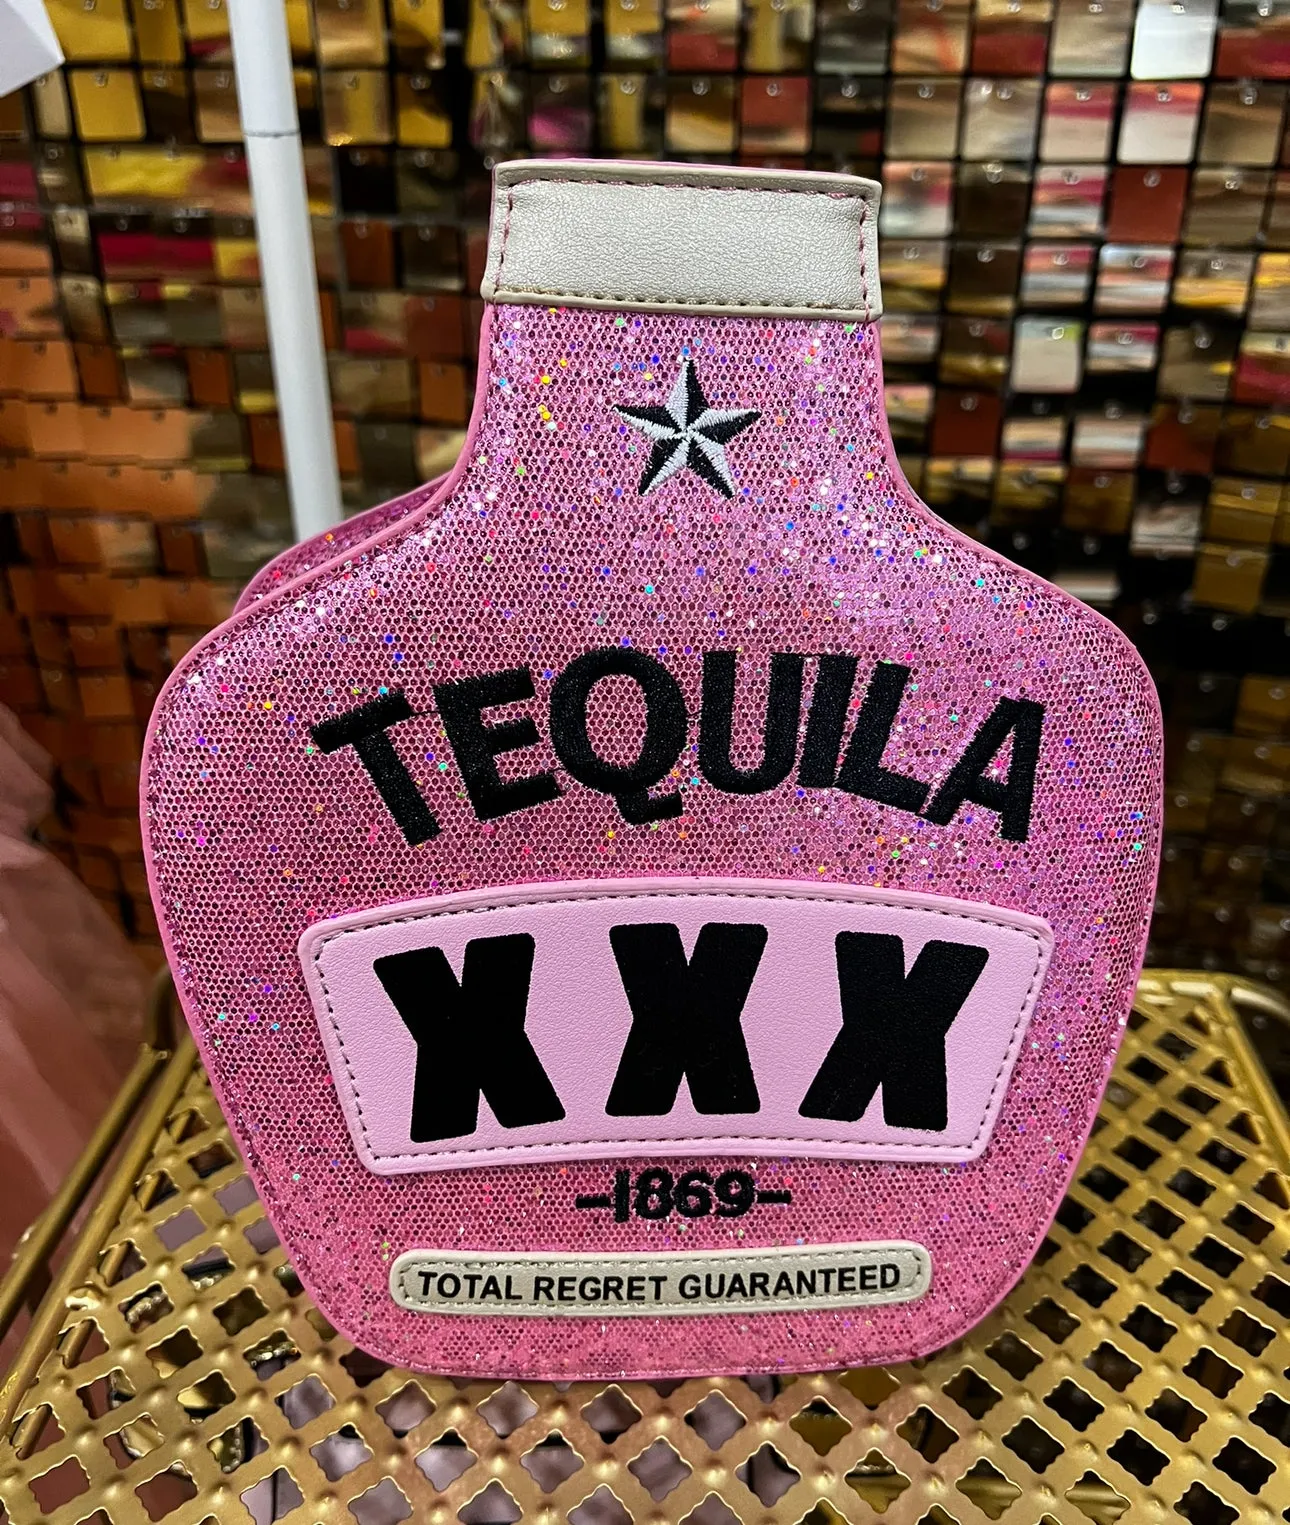 TEQUILA
XXX
-1869-
TOTAL REGRET GUARANTEED